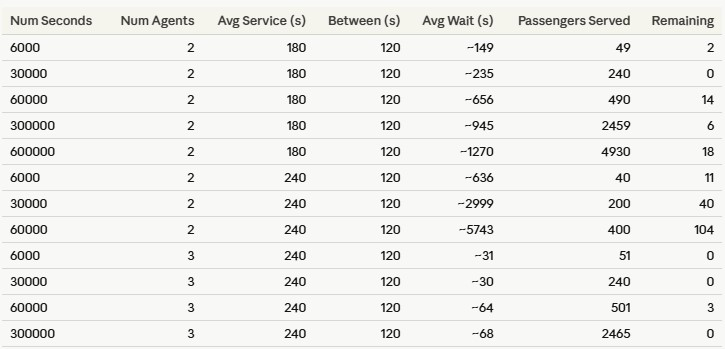 Num Seconds Num Agents Avg Service (s) Between (s) Avg Wait (s) Passengers Served Remaining
6000 2 180 120 ~149 49 2
30000 2 180 120 ~235 240 0
60000 2 180 120 ~656 490 14
300000 2 180 120 ~945 2459 6
600000 2 180 120 ~1270 4930 18
6000 2 240 120 ~636 40 11
30000 2 240 120 ~2999 200 40
60000 2 240 120 ~5743 400 104
6000 3 240 120 ~31 51 0
30000 3 240 120 ~30 240 0
60000 3 240 120 ~64 501 3
300000 3 240 120 ~68 2465 0